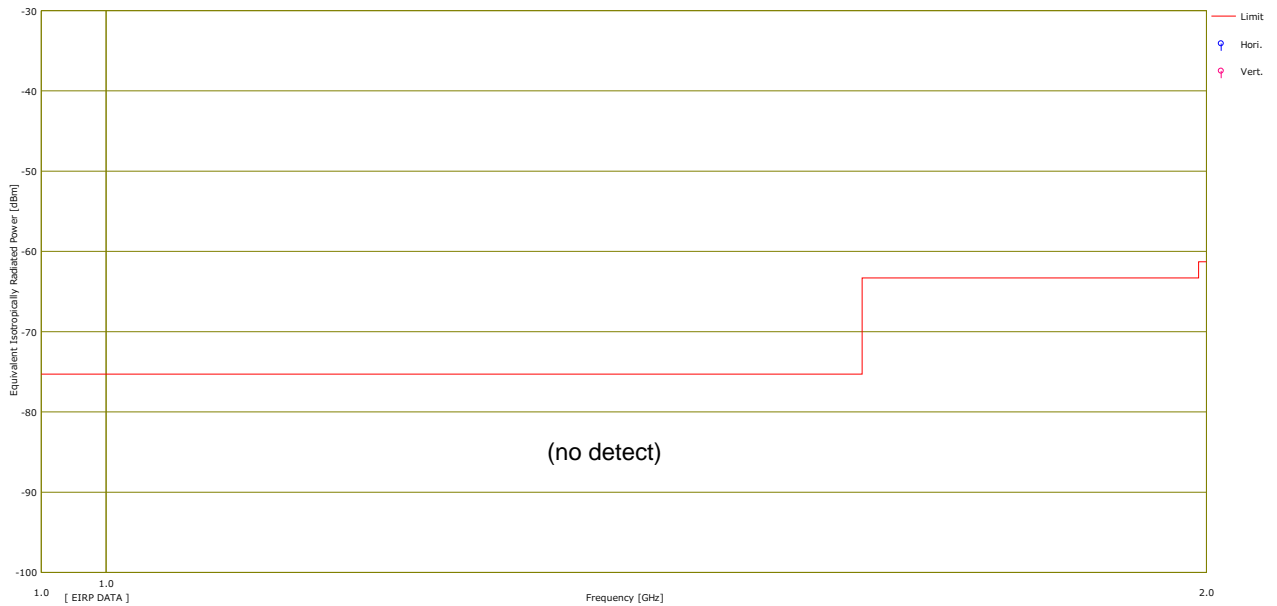 -30
-40
-50
-60
-70
-80
-90
-100
Equivalent Isotropically Radiated Power [dBm]
Limit
Hori.
Vert.
(no detect)
1.0
1.0
2.0
[ EIRP DATA ]
Frequency [GHz]